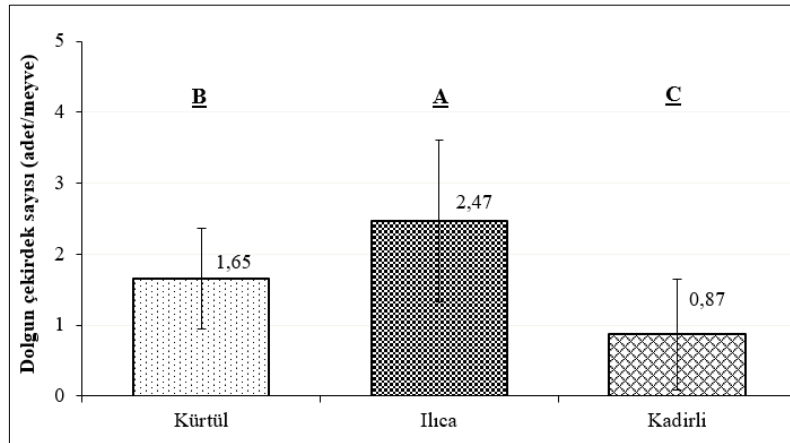 Dolgun çekirdek sayısı (adet/meyve)
5
4
3
2
1
0
B
A
C
1,65
2,47
0,87
Kürtül
Ilıca
Kadirli